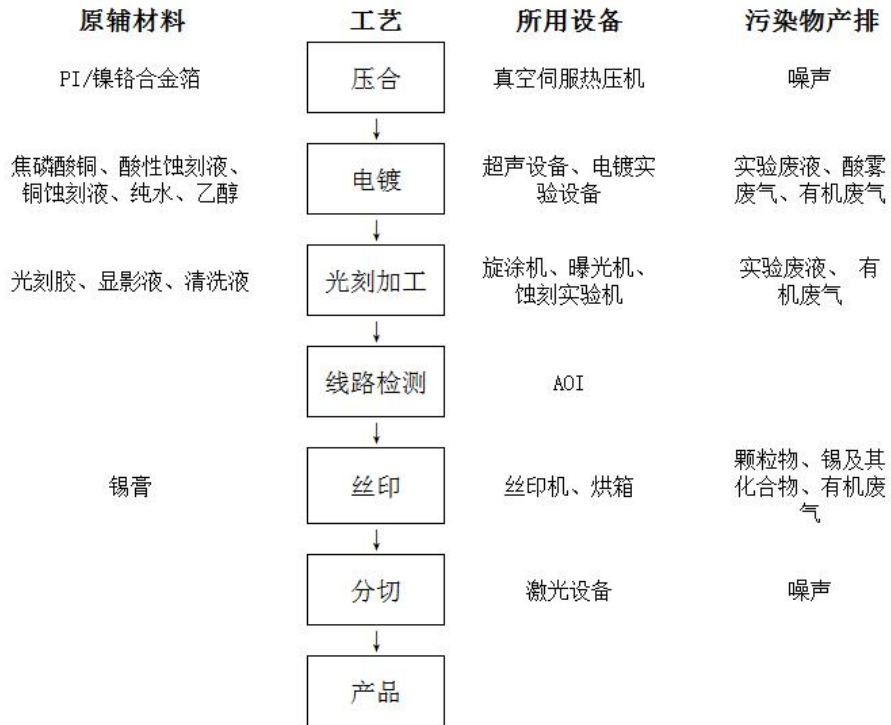 原辅材料 工艺 所用设备 污染物产排
PI/镍铬合金箔 压合 真空伺服热压机 噪声
焦磷酸铜、酸性蚀刻液、
铜蚀刻液、纯水、乙醇
电镀
超声设备、电镀实
验设备
实验废液、酸雾
废气、有机废气
光刻胶、显影液、清洗液
光刻加工
旋涂机、曝光机、
蚀刻实验机
实验废液、 有
机废气
线路检测 AOI
锡膏
丝印
丝印机、烘箱
颗粒物、锡及其
化合物、有机废
气
分切 激光设备 噪声
产品